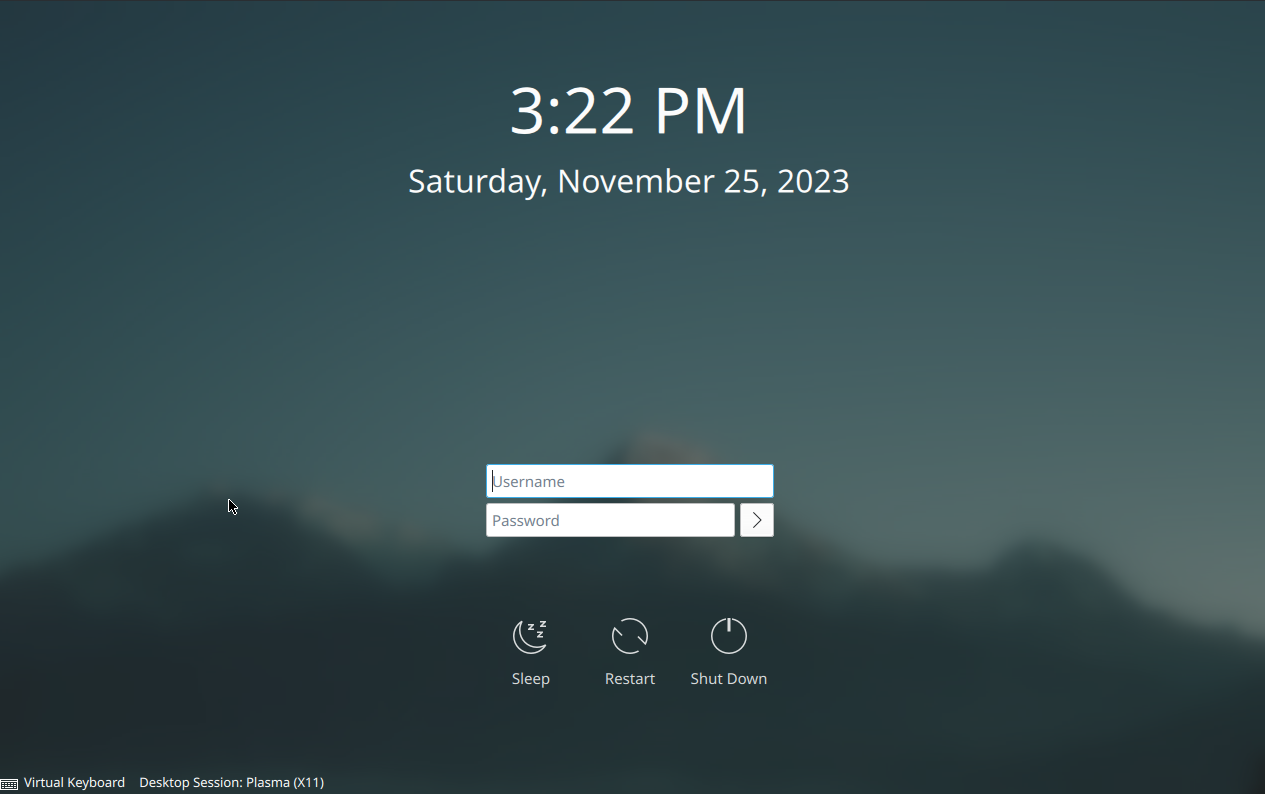 3:22 PM
Saturday, November 25, 2023
Username
Password
z z
z
Sleep Restart Shut Down
Virtual Keyboard Desktop Session: Plasma (X11)